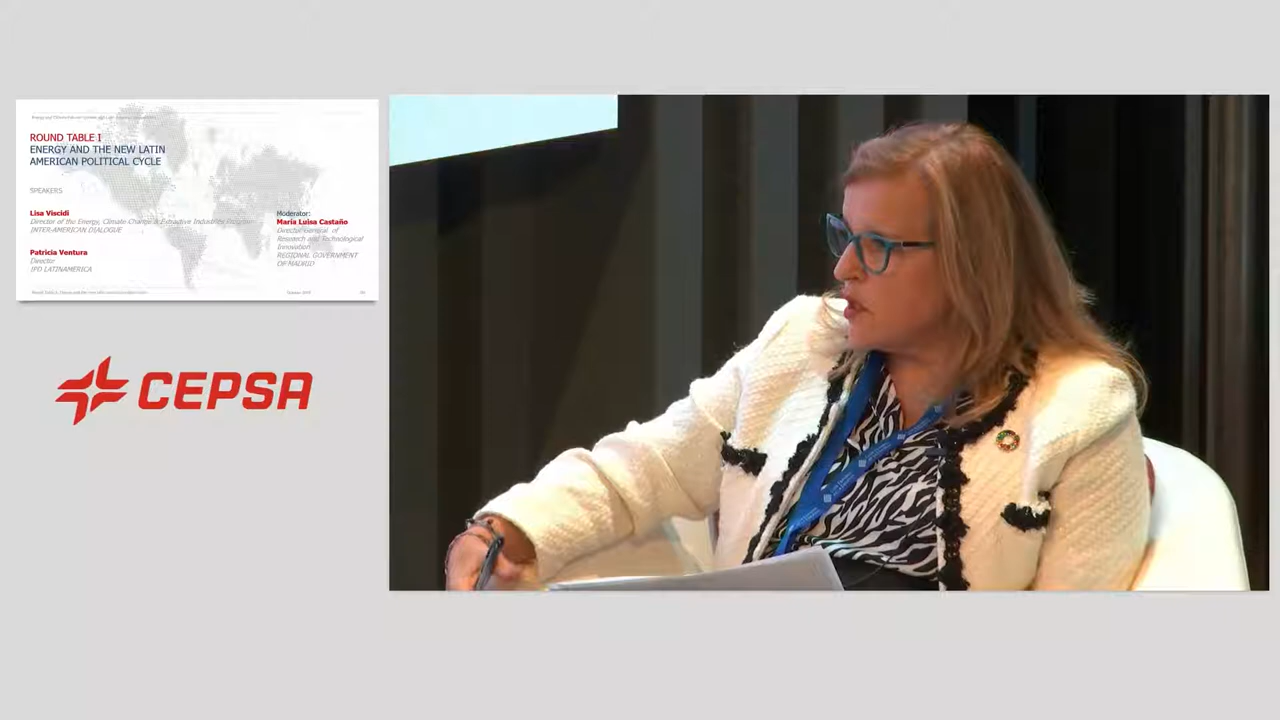 ROUND TABLE I
ENERGY AND THE NEW LATIN
AMERICAN POLITICAL CYCLE
SPEAKERS
Lisa Viscidi
Director of the Energy, Climate Change & Extractive Industries Program
INTER-AMERICAN DIALOGUE
Patricia Ventura
Director
IPD LATINAMERICA
Moderator:
María Luisa Castaño
Director General of
Research and Technological
Innovation
REGIONAL GOVERNMENT
OF MADRID
CEPSA